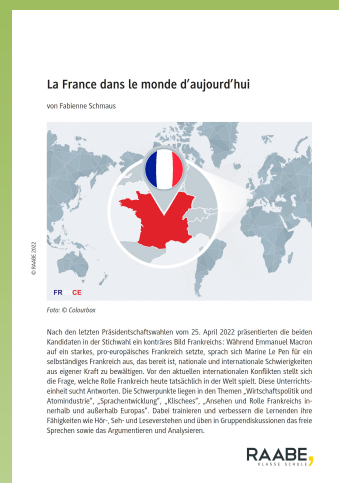 La France dans le monde d'aujourd'hui
von Fabienne Schmaus
© RAABE 2022
FR CE
Foto: © Colourbox
Nach den letzten Präsidentschaftswahlen vom 25. April 2022 präsentierten die beiden
Kandidaten in der Stichwahl ein konträres Bild Frankreichs: Während Emmanuel Macron
auf ein starkes, pro-europäisches Frankreich setzte, sprach sich Marine Le Pen für ein
selbständiges Frankreich aus, das bereit ist, nationale und internationale Schwierigkeiten
aus eigener Kraft zu bewältigen. Vor den aktuellen internationalen Konflikten stellt sich
die Frage, welche Rolle Frankreich heute tatsächlich in der Welt spielt. Diese Unterrichts-
einheit sucht Antworten. Die Schwerpunkte liegen in den Themen „Wirtschaftspolitik und
Atomindustrie", „Sprachentwicklung", „Klischees", „Ansehen und Rolle Frankreichs in-
nerhalb und außerhalb Europas". Dabei trainieren und verbessern die Lernenden ihre
Fähigkeiten wie Hör-, Seh- und Leseverstehen und üben in Gruppendiskussionen das freie
Sprechen sowie das Argumentieren und Analysieren.
RAABE,
KLASSE SCHULE